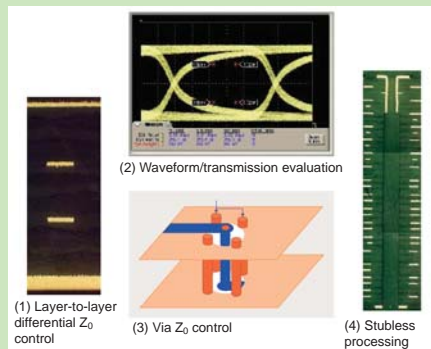 (2) Waveform/transmission evaluation
(1) Layer-to-layer
differential Z₀
control
(3) Via Z₀ control
(4) Stubless
processing